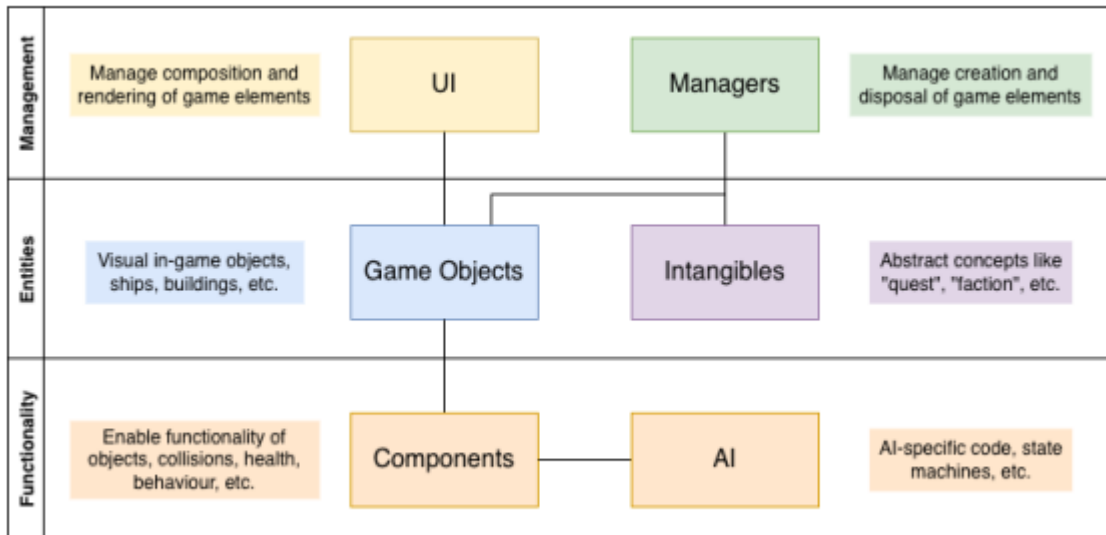 Management
Manage composition and
rendering of game elements
UI
Managers
Manage creation and
disposal of game elements
Entities
Visual in-game objects,
ships, buildings, etc.
Game Objects
Intangibles
Abstract concepts like
"quest", "faction", etc.
Functionality
Enable functionality of
objects, collisions, health,
behaviour, etc.
Components
AI
AI-specific code, state
machines, etc.